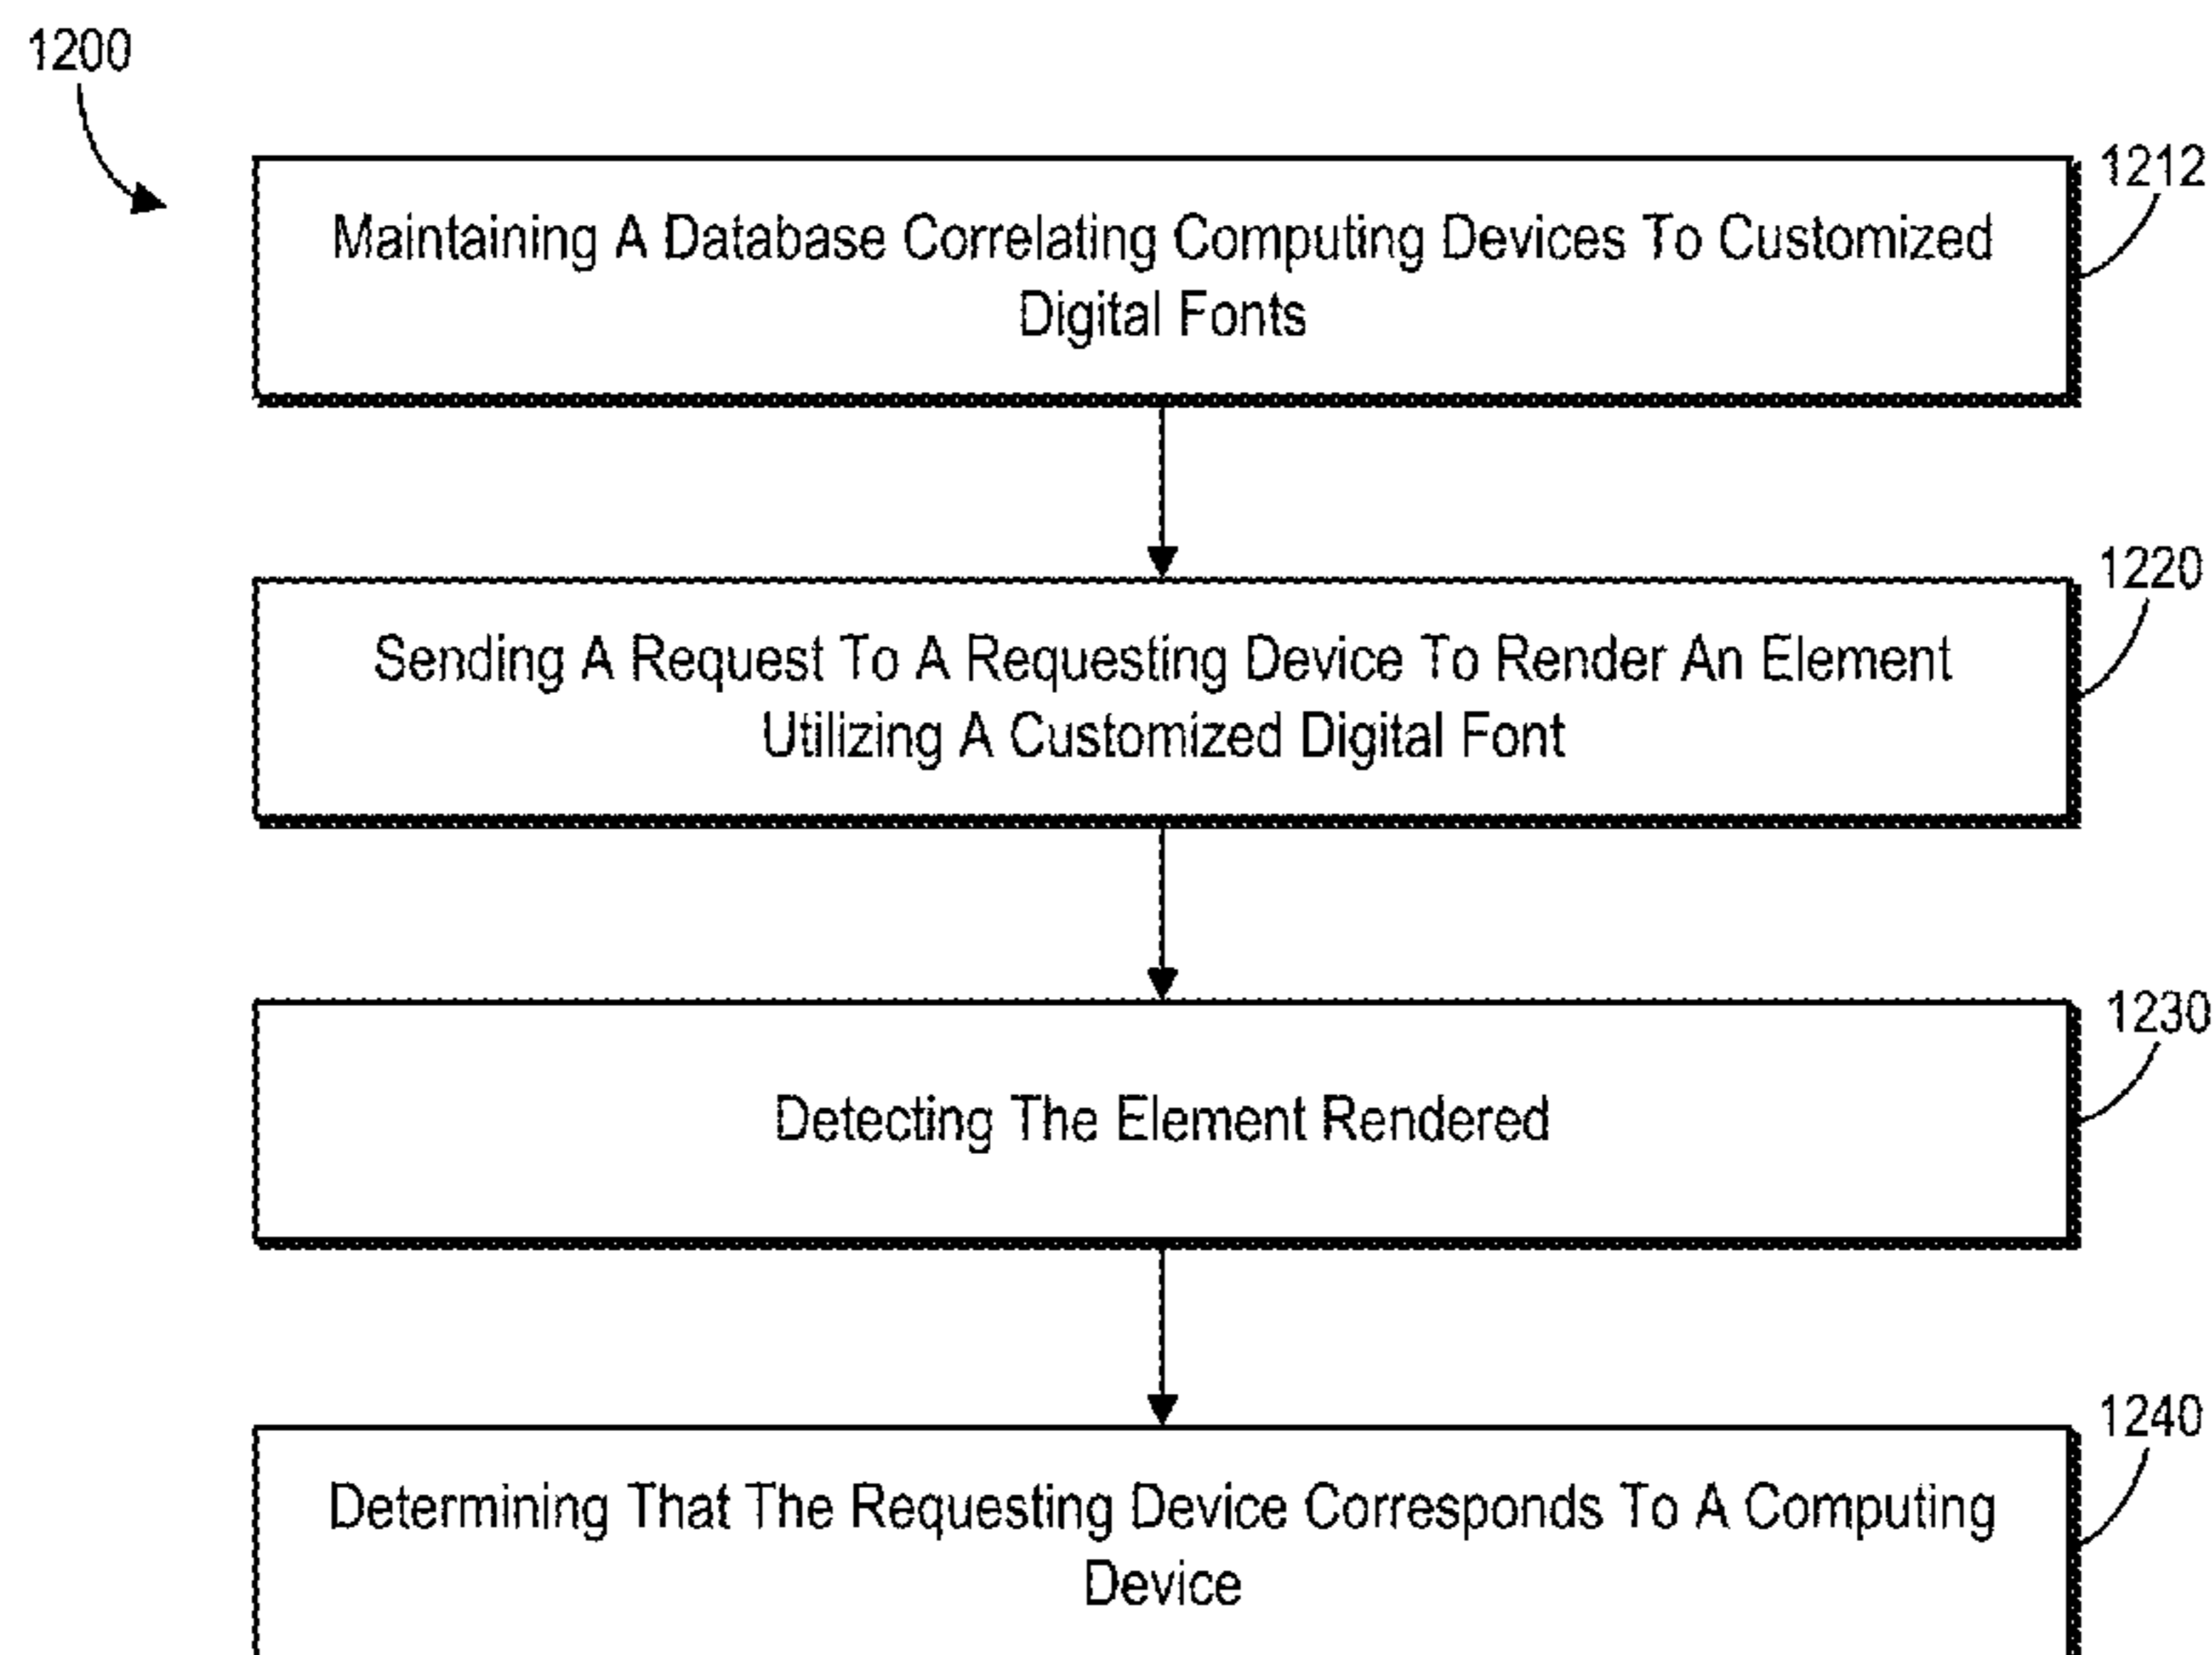 1200
1212
Maintaining A Database Correlating Computing Devices To Customized
Digital Fonts
1220
Sending A Request To A Requesting Device To Render An Element
Utilizing A Customized Digital Font
1230
Detecting The Element Rendered
1240
Determining That The Requesting Device Corresponds To A Computing
Device